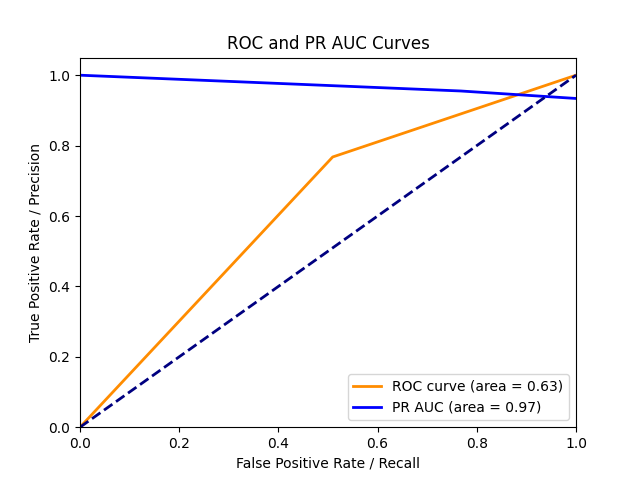 ROC and PR AUC Curves
True Positive Rate / Precision
1.0
0.8
0.6
0.4
0.2
0.0
0.0 0.2 0.4 0.6 0.8 1.0
False Positive Rate / Recall
ROC curve (area = 0.63)
PR AUC (area = 0.97)